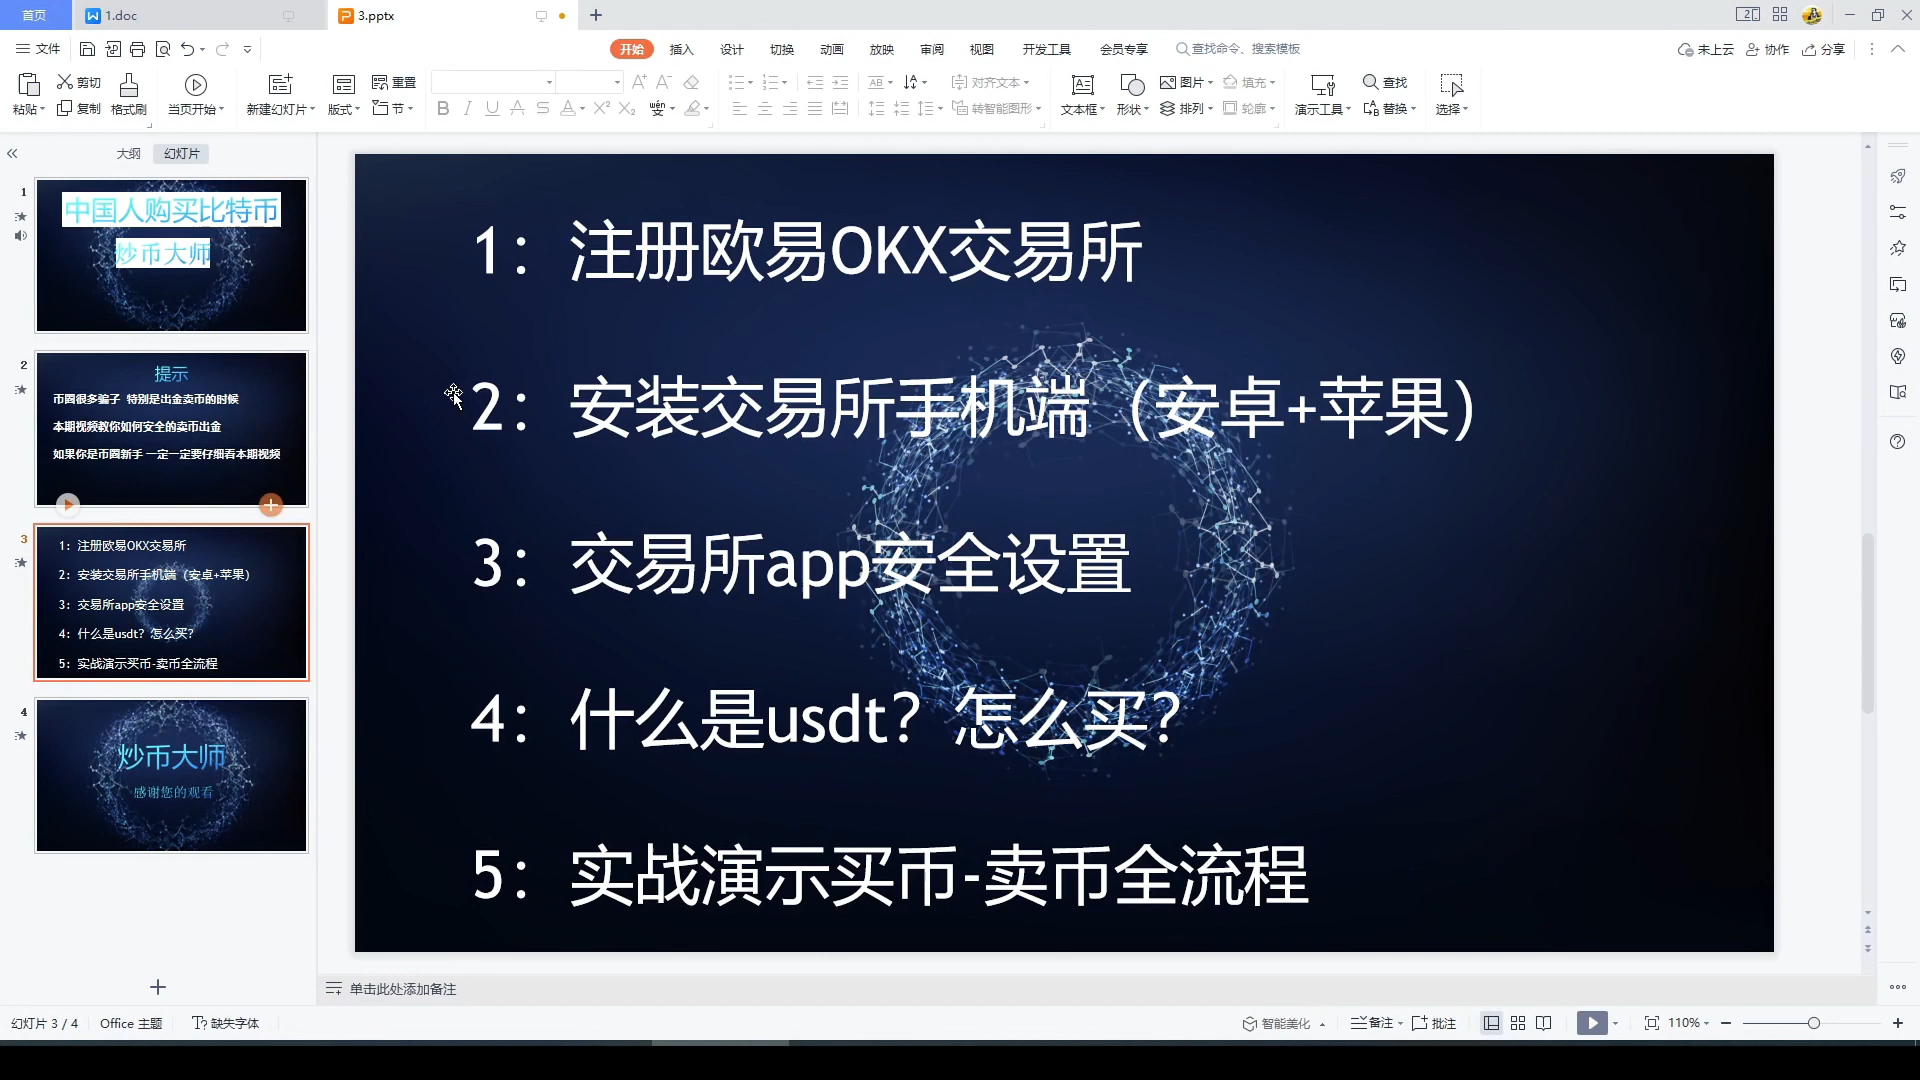 首页
1.doc
3.pptx
文件
开始
插入
设计
切换
动画
放映
审阅
视图
开发工具
会员专享
查找命令、搜索模板
未上云
协作
分享
粘贴
剪切
复制
格式刷
当页开始
新建幻灯片
版式
重置
节
对齐文本
转智能图形
文本框
形状
图片
排列
填充
轮廓
演示工具
查找
替换
选择
大纲
幻灯片
1
中国人购买比特币
炒币大师
2
提示
币圈很多骗子 特别是出金卖币的时候
本期视频教你如何安全的卖币出金
如果你是币圈新手 一定一定要仔细看本期视频
3
1：注册欧易OKX交易所
2：安装交易所手机端（安卓+苹果）
3：交易所app安全设置
4：什么是usdt？怎么买？
5：实战演示买币-卖币全流程
4
炒币大师
感谢您的观看
1：注册欧易OKX交易所
2：安装交易所手机端（安卓+苹果）
3：交易所app安全设置
4：什么是usdt？怎么买？
5：实战演示买币-卖币全流程
单击此处添加备注
幻灯片 3 / 4
Office 主题
缺失字体
智能美化
备注
批注
110%